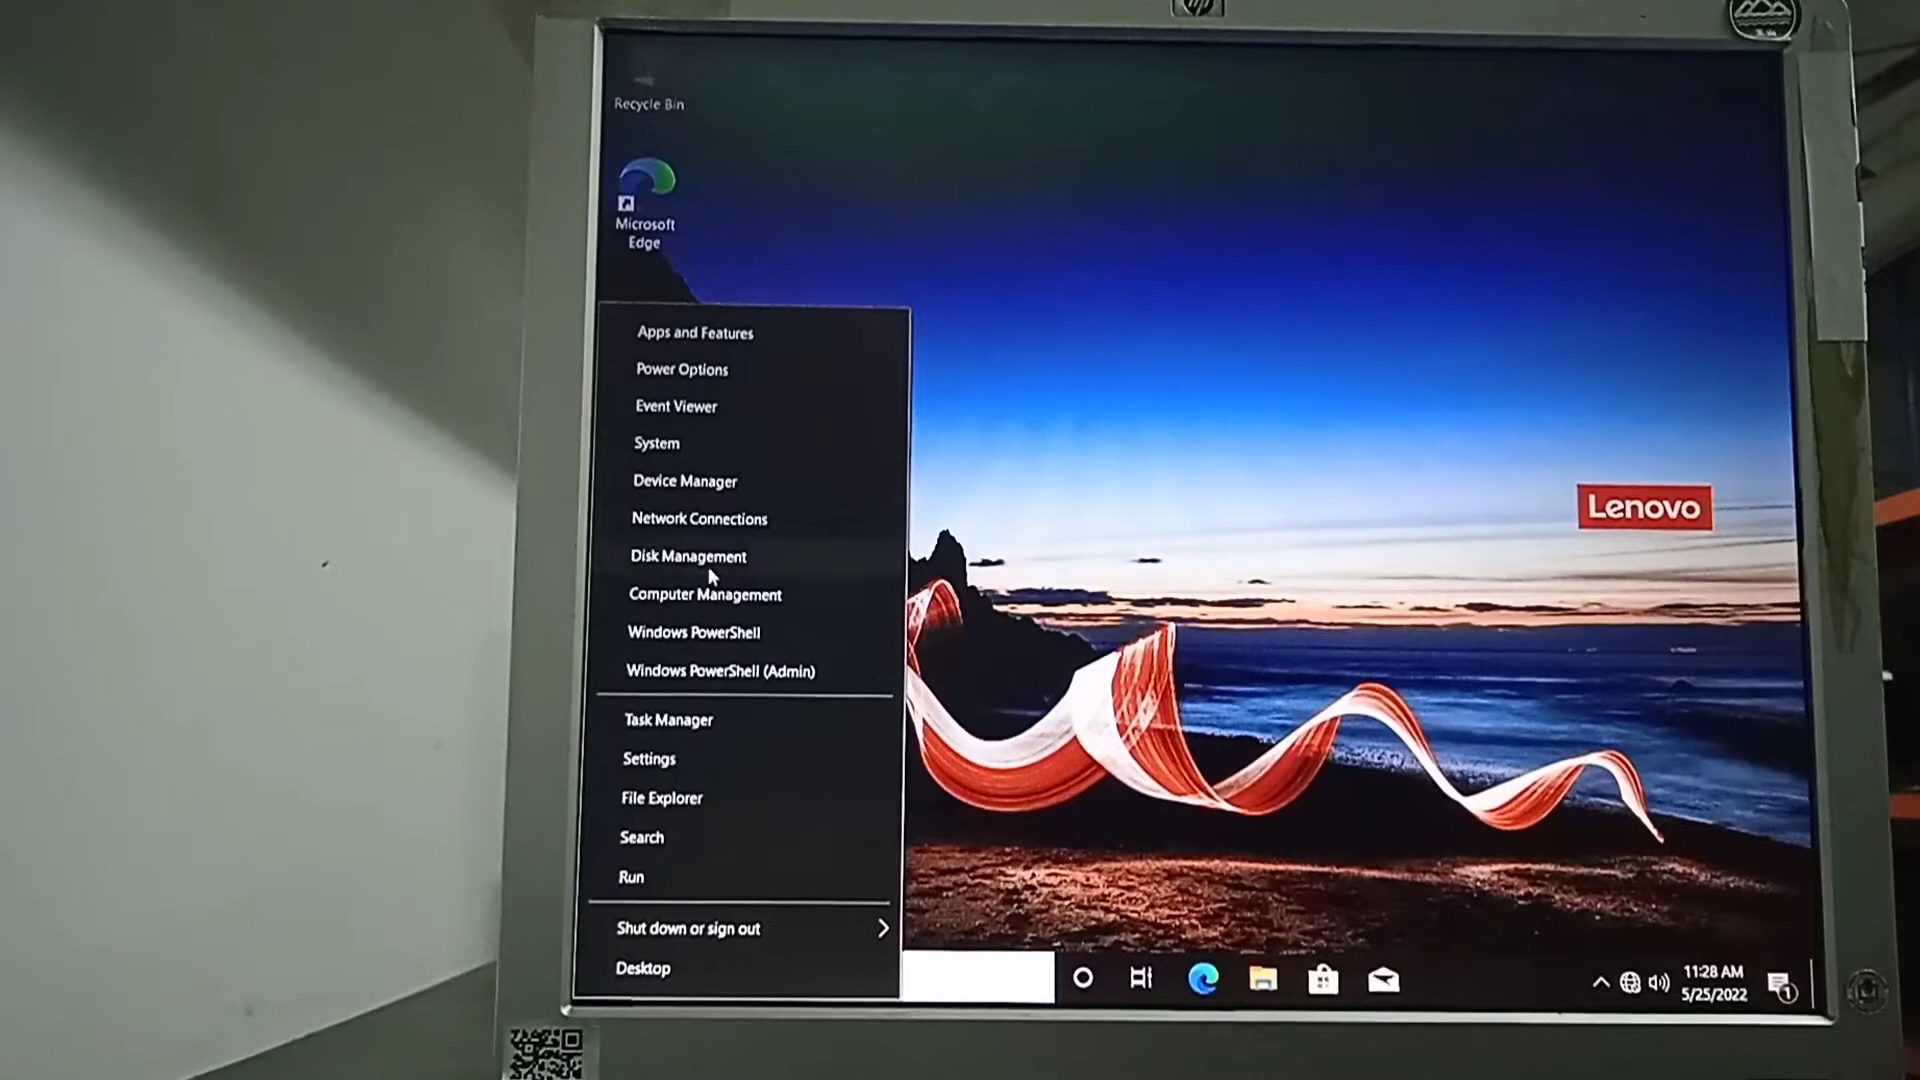 hp
Recycle Bin
Microsoft
Edge
Apps and Features
Power Options
Event Viewer
System
Device Manager
Network Connections
Disk Management
Computer Management
Windows PowerShell
Windows PowerShell (Admin)
Task Manager
Settings
File Explorer
Search
Run
Shut down or sign out
Desktop
Lenovo
11:28 AM
5/25/2022
1